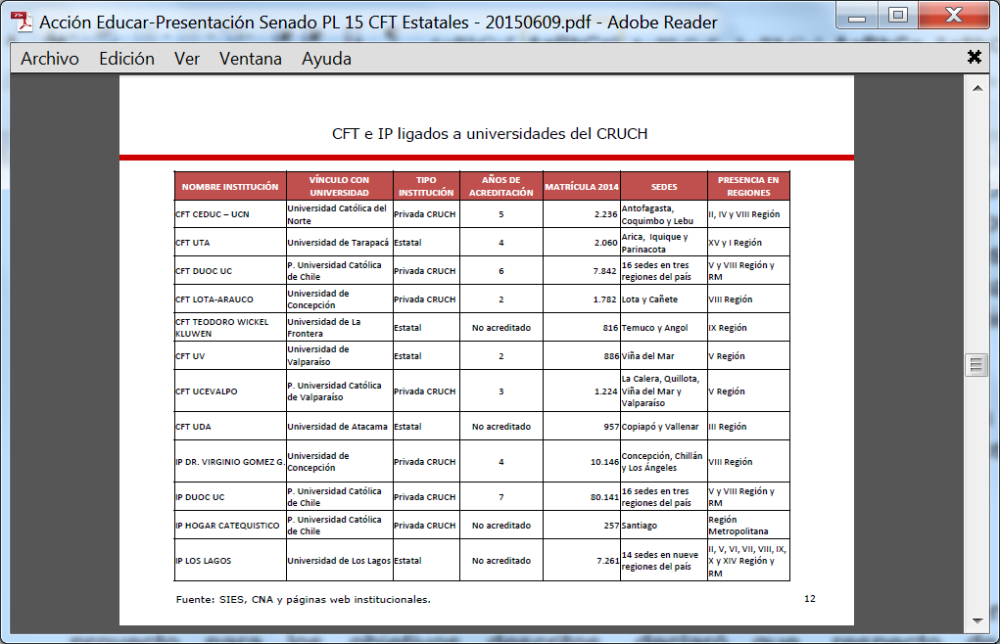 Acción Educar-Presentación Senado PL 15 CFT Estatales - 20150609.pdf - Adobe Reader
Archivo Edición Ver Ventana Ayuda
CFT e IP ligados a universidades del CRUCH
NOMBRE INSTITUCIÓN VÍNCULO CON UNIVERSIDAD TIPO INSTITUCIÓN AÑOS DE ACREDITACIÓN MATRÍCULA 2014 SEDES PRESENCIA EN REGIONES
CFT CEDUC – UCN Universidad Católica del Norte Privada CRUCH 5 2.236 Antofagasta, Coquimbo y Lebu II, IV y VIII Región
CFT UTA Universidad de Tarapacá Estatal 4 2.060 Arica, Iquique y Parinacota XV y I Región
CFT DUOC UC P. Universidad Católica de Chile Privada CRUCH 6 7.842 16 sedes en tres regiones del país V y VIII Región y RM
CFT LOTA-ARAUCO Universidad de Concepción Privada CRUCH 2 1.782 Lota y Cañete VIII Región
CFT TEODORO WICKEL KLUWEN Universidad de La Frontera Estatal No acreditado 816 Temuco y Angol IX Región
CFT UV Universidad de Valparaíso Estatal 2 886 Viña del Mar V Región
CFT UCEVALPO P. Universidad Católica de Valparaíso Privada CRUCH 3 1.224 La Calera, Quillota, Viña del Mar y Valparaíso V Región
CFT UDA Universidad de Atacama Estatal No acreditado 957 Copiapó y Vallenar III Región
IP DR. VIRGINIO GOMEZ G. Universidad de Concepción Privada CRUCH 4 10.146 Concepción, Chillán y Los Ángeles VIII Región
IP DUOC UC P. Universidad Católica de Chile Privada CRUCH 7 80.141 16 sedes en tres regiones del país V y VIII Región y RM
IP HOGAR CATEQUISTICO P. Universidad Católica de Chile Privada CRUCH No acreditado 257 Santiago Región Metropolitana
IP LOS LAGOS Universidad de Los Lagos Estatal No acreditado 7.261 14 sedes en nueve regiones del país II, V, VI, VII, VIII, IX, X y XIV Región y RM
Fuente: SIES, CNA y páginas web institucionales.
12